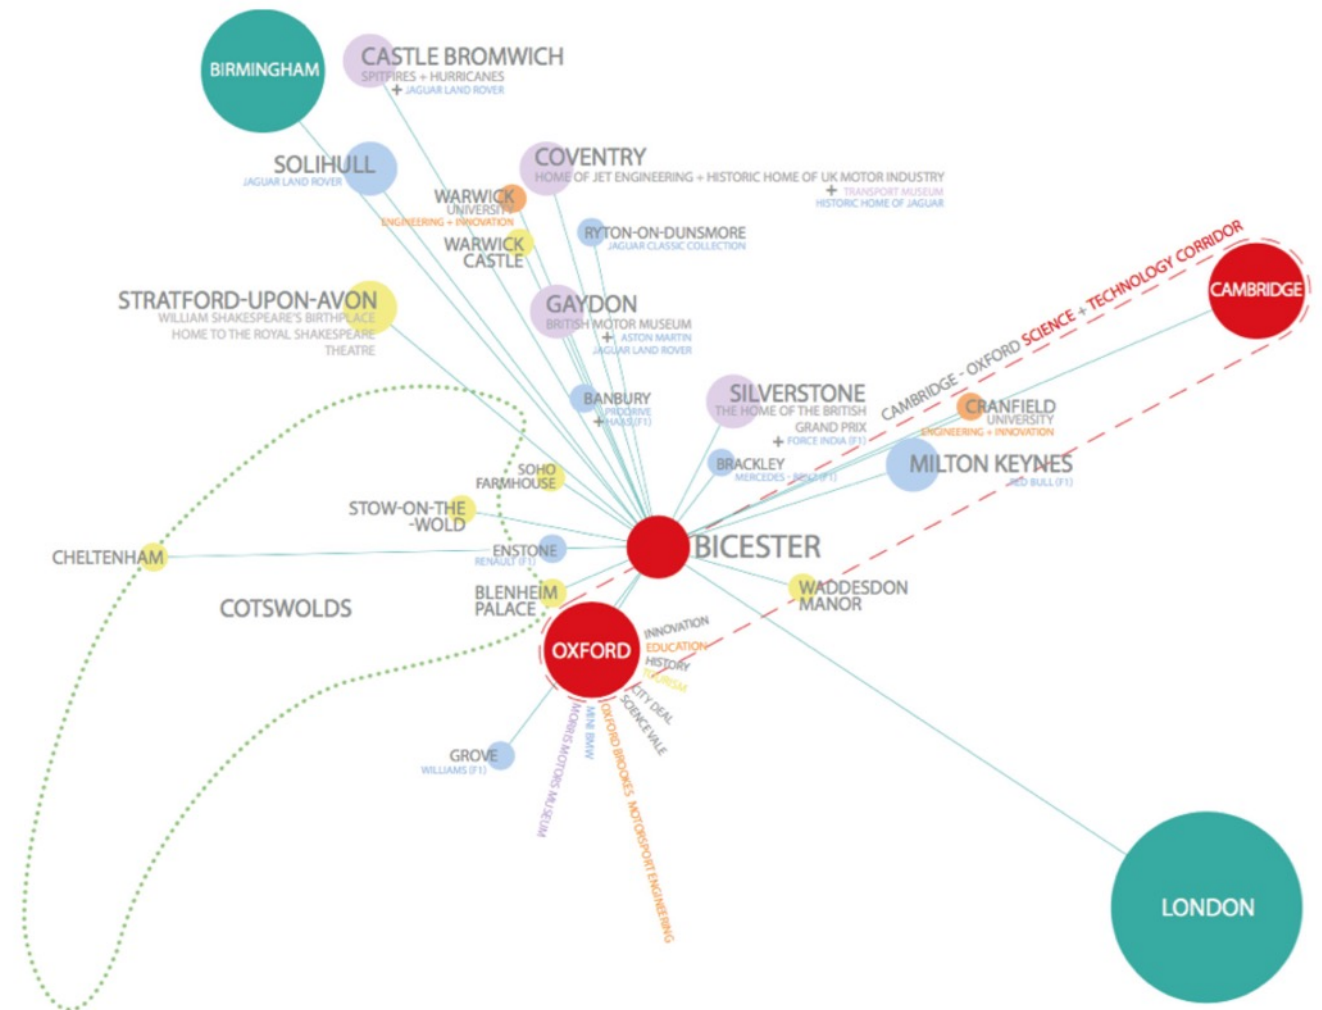 BIRMINGHAM
CASTLE BROMWICH
SPITFIRES + HURRICANES
+ JAGUAR LAND ROVER
SOLIHULL
JAGUAR LAND ROVER
COVENTRY
HOME OF JET ENGINEERING + HISTORIC HOME OF UK MOTOR INDUSTRY
+ TRANSPORT MUSEUM
HISTORIC HOME OF JAGUAR
WARWICK
UNIVERSITY
ENGINEERING + INNOVATION
WARWICK
CASTLE
RYTON-ON-DUNSMORE
JAGUAR CLASSIC COLLECTION
STRATFORD-UPON-AVON
WILLIAM SHAKESPEARE'S BIRTHPLACE
HOME TO THE ROYAL SHAKESPEARE
THEATRE
GAYDON
BRITISH MOTOR MUSEUM
+ ASTON MARTIN
JAGUAR LAND ROVER
CAMBRIDGE - OXFORD SCIENCE + TECHNOLOGY CORRIDOR
CAMBRIDGE
BANBURY
PRODRIVE
+ HAAS (F1)
SILVERSTONE
THE HOME OF THE BRITISH
GRAND PRIX
+ FORCE INDIA (F1)
CRANFIELD
UNIVERSITY
ENGINEERING + INNOVATION
BRACKLEY
MERCEDES - BENZ (F1)
MILTON KEYNES
RED BULL (F1)
SOHO
FARMHOUSE
STOW-ON-THE
-WOLD
CHELTENHAM
ENSTONE
RENAULT (F1)
BICESTER
BLENHEIM
PALACE
WADDESDON
MANOR
COTSWOLDS
OXFORD
INNOVATION
EDUCATION
HISTORY
TOURISM
CITY DEAL
SCIENCE VALE
OXFORD BROOKES MOTORSPORT ENGINEERING
MINI BMW
MORRIS MOTORS MUSEUM
GROVE
WILLIAMS (F1)
LONDON